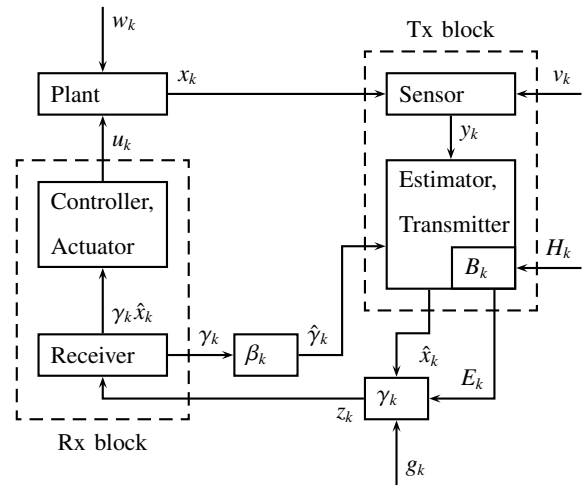 w_k
Tx block
Plant
x_k
Sensor
v_k
u_k
y_k
Controller,
Actuator
Estimator,
Transmitter
B_k
H_k
γ_k x̂_k
Receiver
γ_k
β_k
γ̂_k
x̂_k
E_k
γ_k
z_k
Rx block
g_k